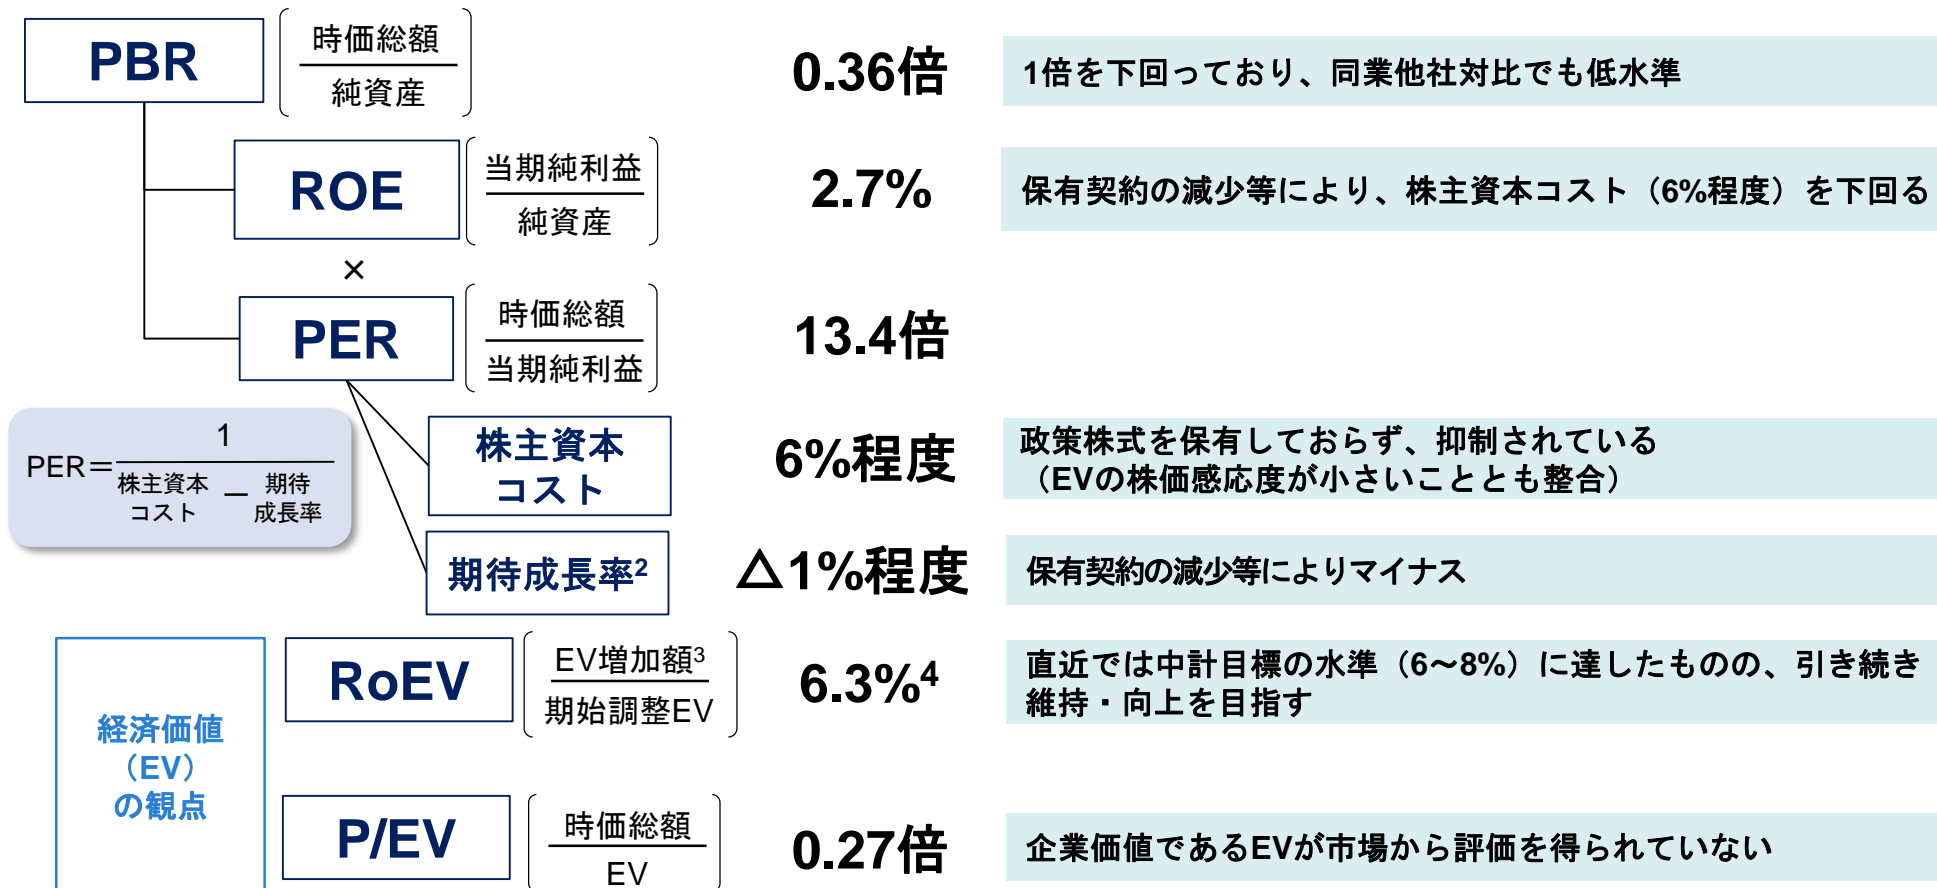 PBR
時価総額
純資産
0.36倍
1倍を下回っており、同業他社対比でも低水準
ROE
当期純利益
純資産
2.7%
保有契約の減少等により、株主資本コスト（6%程度）を下回る
×
PER
時価総額
当期純利益
13.4倍
PER＝
1
株主資本
コスト
－
期待
成長率
株主資本
コスト
6%程度
政策株式を保有しておらず、抑制されている
（EVの株価感応度が小さいこととも整合）
期待成長率2
△1%程度
保有契約の減少等によりマイナス
経済価値
（EV）
の観点
RoEV
EV増加額3
期始調整EV
6.3%4
直近では中計目標の水準（6～8%）に達したものの、引き続き
維持・向上を目指す
P/EV
時価総額
EV
0.27倍
企業価値であるEVが市場から評価を得られていない